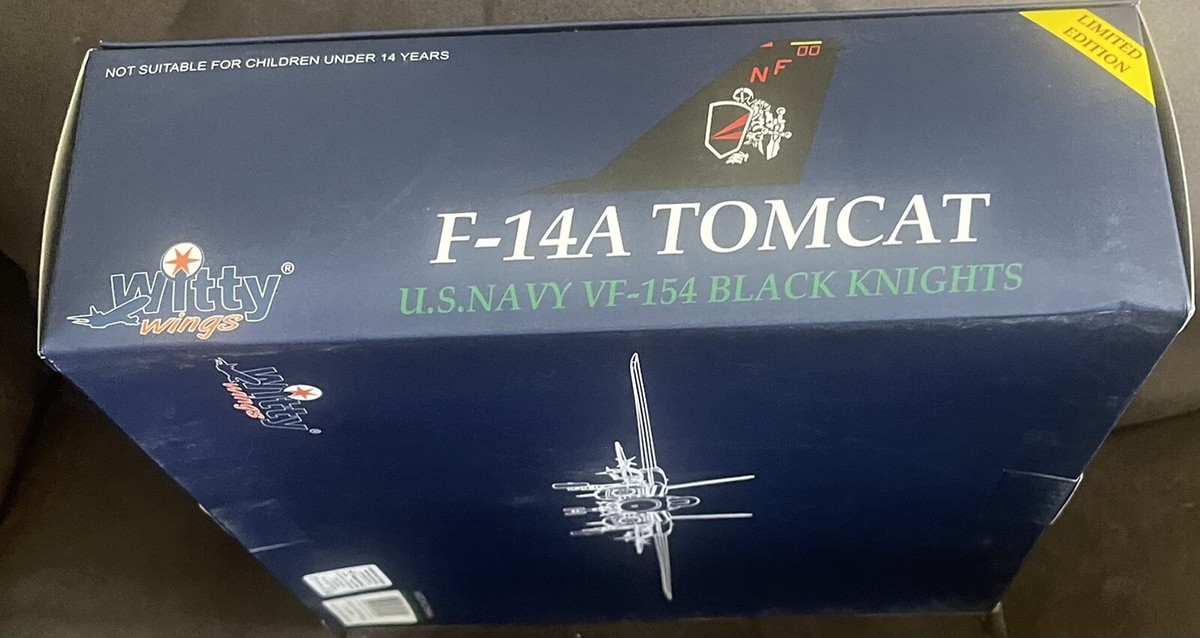 NOT SUITABLE FOR CHILDREN UNDER 14 YEARS
LIMITED
EDITION
00
NF
F-14A TOMCAT
U.S.NAVY VF-154 BLACK KNIGHTS
witty®
wings
witty
wings